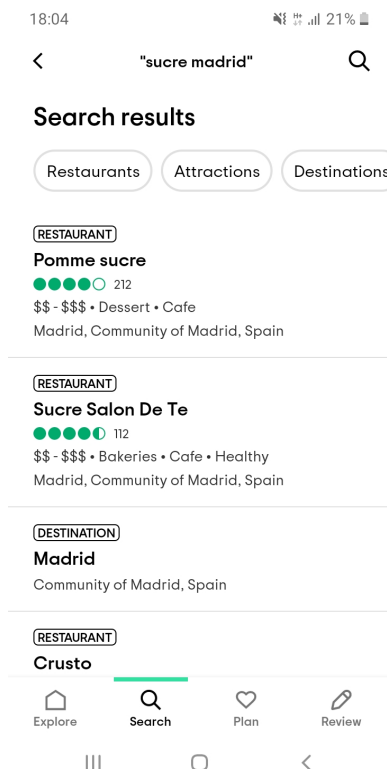 18:04
21%
"sucre madrid"
Search results
Restaurants
Attractions
Destinations
RESTAURANT
Pomme sucre
212
$$ - $$$ • Dessert • Cafe
Madrid, Community of Madrid, Spain
RESTAURANT
Sucre Salon De Te
112
$$ - $$$ • Bakeries • Cafe • Healthy
Madrid, Community of Madrid, Spain
DESTINATION
Madrid
Community of Madrid, Spain
RESTAURANT
Crusto
Explore
Search
Plan
Review